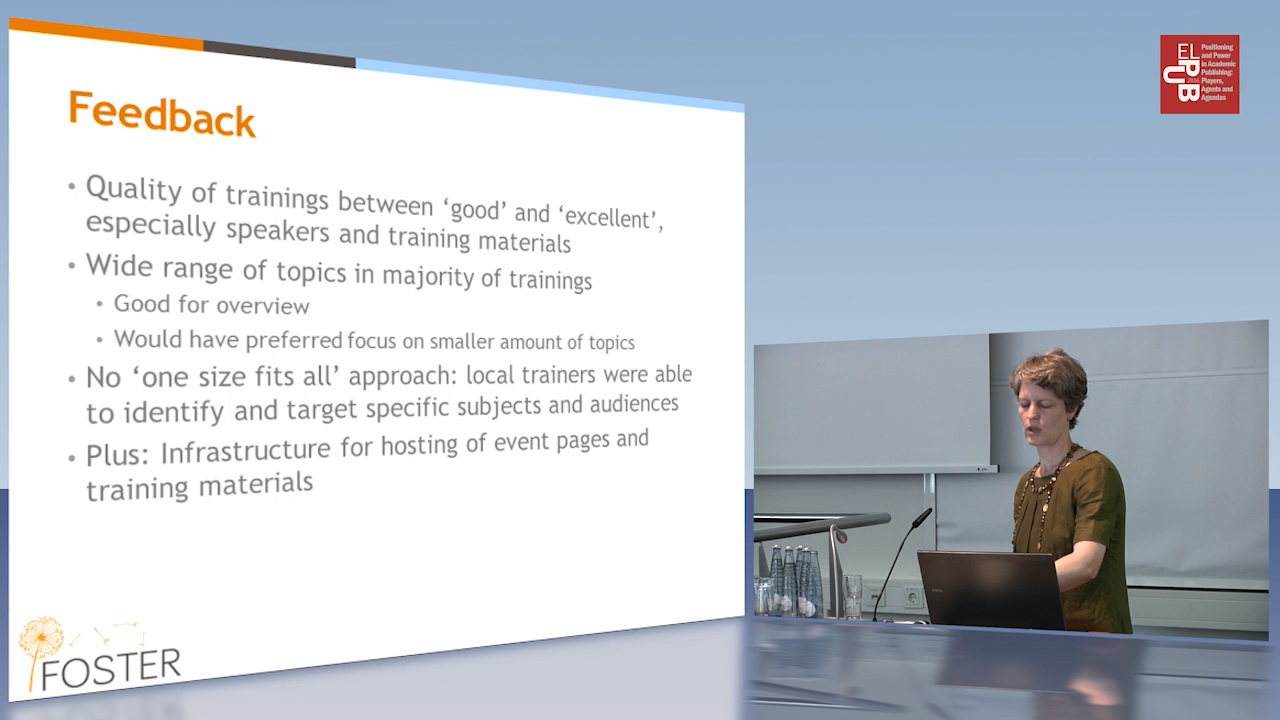 Feedback
• Quality of trainings between ‘good’ and ‘excellent’,
especially speakers and training materials
• Wide range of topics in majority of trainings
• Good for overview
• Would have preferred focus on smaller amount of topics
• No ‘one size fits all’ approach: local trainers were able
to identify and target specific subjects and audiences
• Plus: Infrastructure for hosting of event pages and
training materials
FOSTER
EL
PUB
2016
Positioning
and Power
in Academic
Publishing:
Players,
Agents and
Agendas